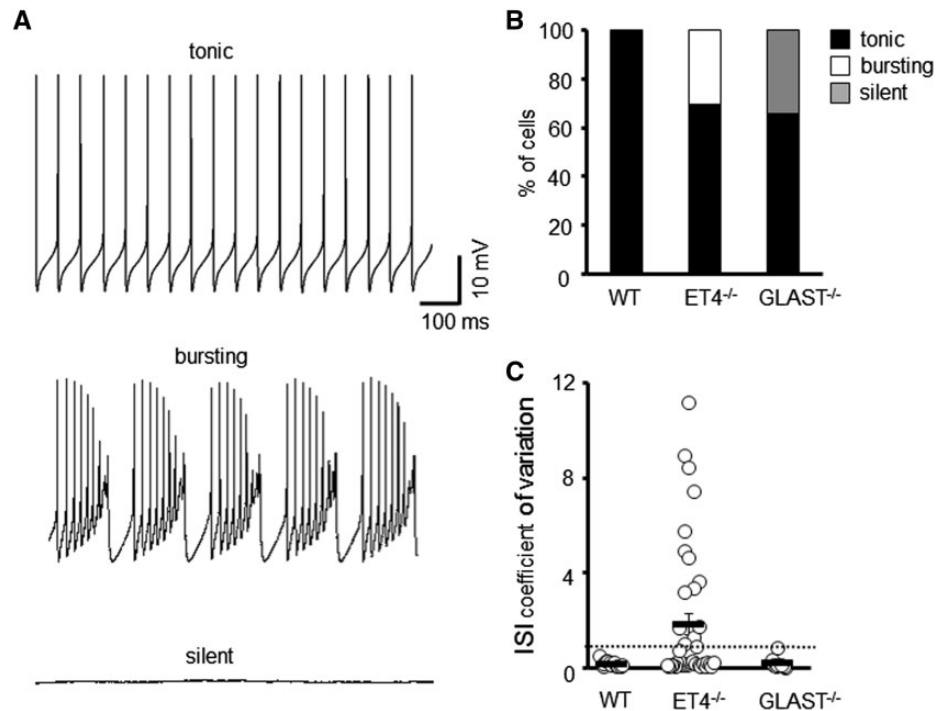 A
tonic
10 mV
100 ms
bursting
silent
B
% of cells
100
80
60
40
20
0
WT
ET4-/-
GLAST-/-
tonic
bursting
silent
C
ISI coefficient of variation
12
8
4
0
WT
ET4-/-
GLAST-/-